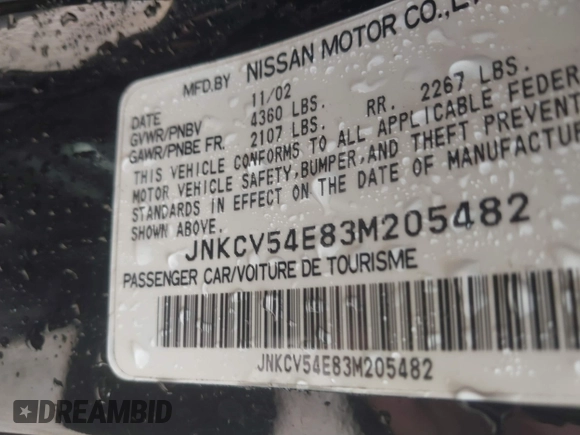 MFD.BY NISSAN MOTOR CO.,L
DATE 11/02
GVWR/PNBV 4360 LBS.
GAWR/PNBE FR. 2107 LBS. RR. 2267 LBS.
THIS VEHICLE CONFORMS TO ALL APPLICABLE FEDER
MOTOR VEHICLE SAFETY,BUMPER,AND THEFT PREVENT
STANDARDS IN EFFECT ON THE DATE OF MANUFACTUR
SHOWN ABOVE.
JNKCV54E83M205482
PASSENGER CAR/VOITURE DE TOURISME
JNKCV54E83M205482
DREAMBID